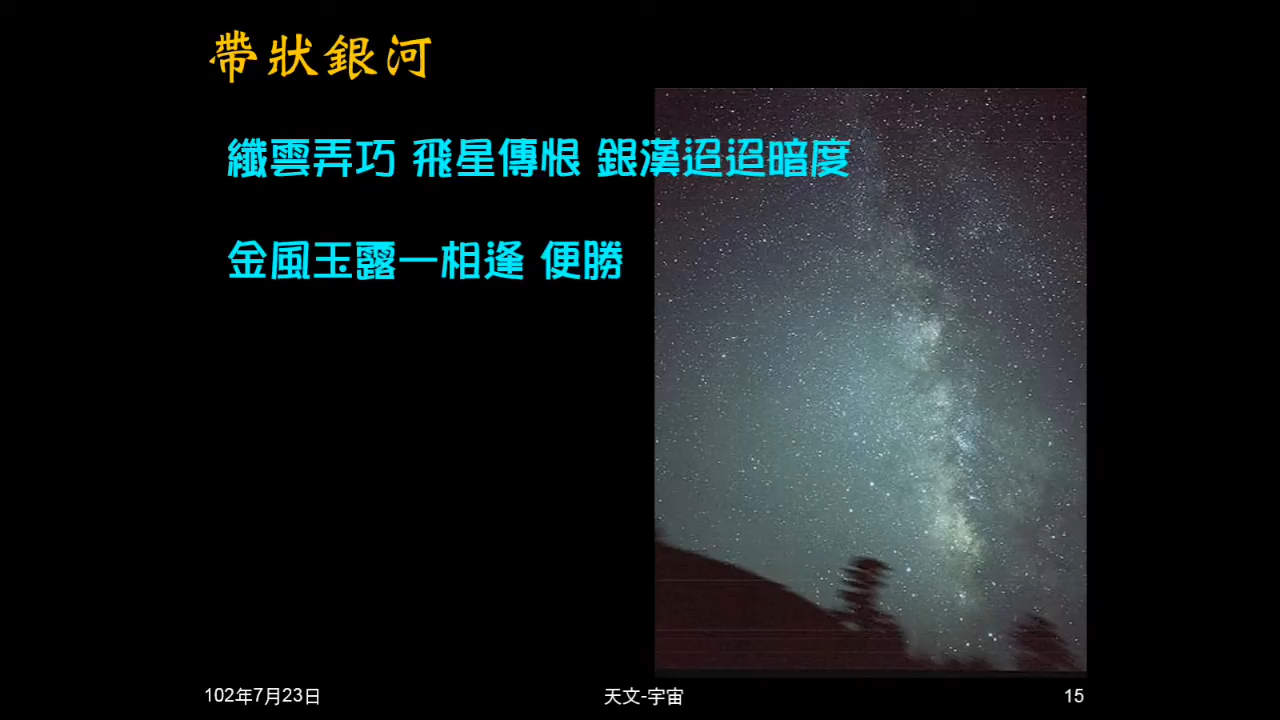 帶狀銀河
纖雲弄巧 飛星傳恨 銀漢迢迢暗度
金風玉露一相逢 便勝
102年7月23日
天文-宇宙
15